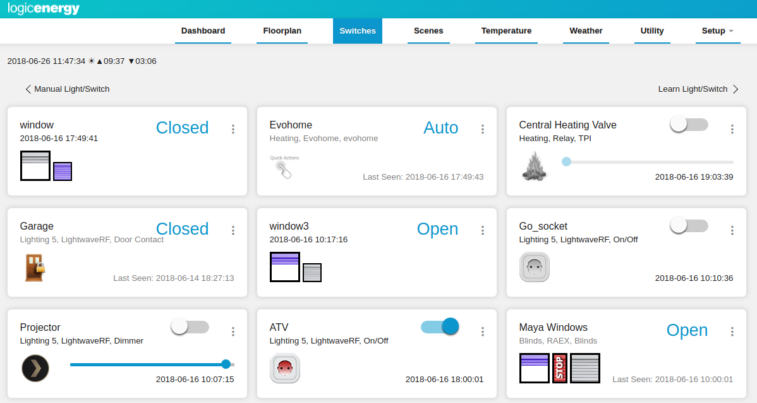 logicenergy
Dashboard Floorplan Switches Scenes Temperature Weather Utility Setup
2018-06-26 11:47:34 ☀▲09:37 ▼03:06
Manual Light/Switch
Learn Light/Switch
window
Closed
2018-06-16 17:49:41
Evohome
Auto
Heating, Evohome, evohome
Quick Actions
Last Seen: 2018-06-16 17:49:43
Central Heating Valve
Heating, Relay, TPI
2018-06-16 19:03:39
Garage
Closed
Lighting 5, LightwaveRF, Door Contact
Last Seen: 2018-06-14 18:27:13
window3
Open
2018-06-16 10:17:16
Go_socket
Lighting 5, LightwaveRF, On/Off
2018-06-16 10:10:36
Projector
Lighting 5, LightwaveRF, Dimmer
2018-06-16 10:07:15
ATV
Lighting 5, LightwaveRF, On/Off
2018-06-16 18:00:01
Maya Windows
Open
Blinds, RAEX, Blinds
STOP
Last Seen: 2018-06-16 10:00:01